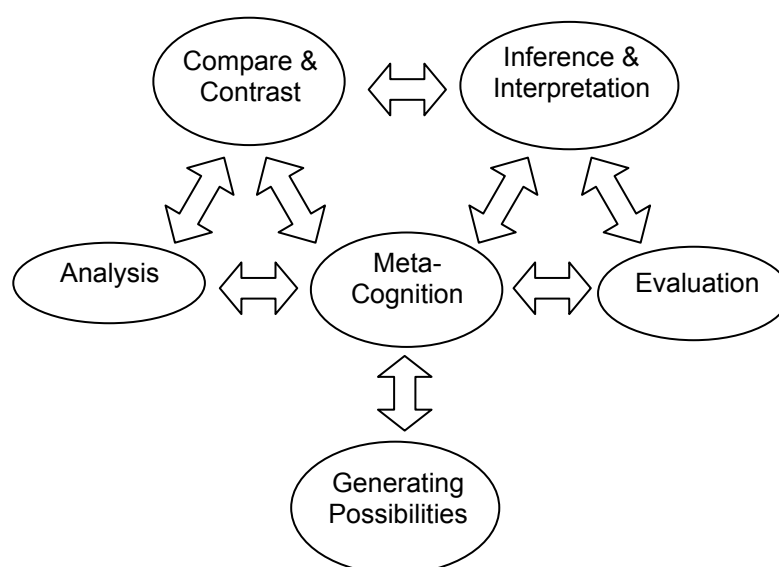 Compare &
Contrast
Inference &
Interpretation
Analysis
Meta-
Cognition
Evaluation
Generating
Possibilities